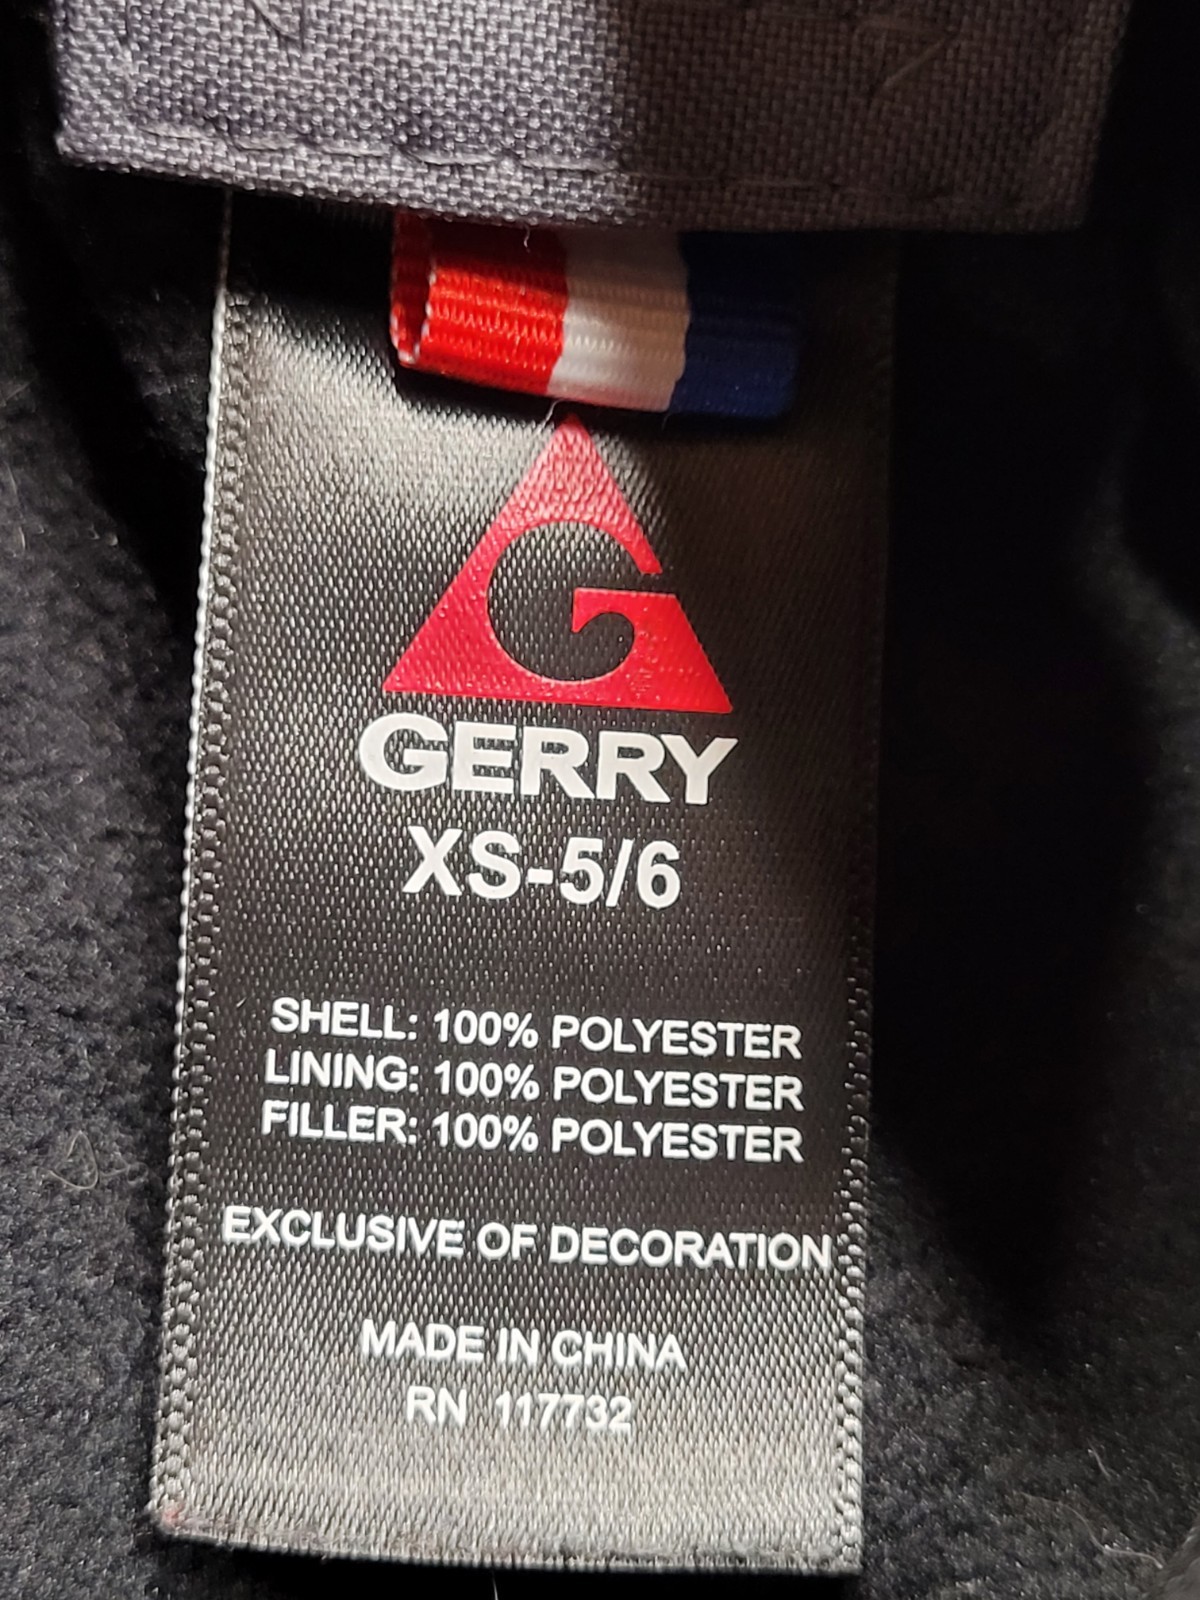 G
GERRY
XS-5/6
SHELL: 100% POLYESTER
LINING: 100% POLYESTER
FILLER: 100% POLYESTER
EXCLUSIVE OF DECORATION
MADE IN CHINA
RN 117732